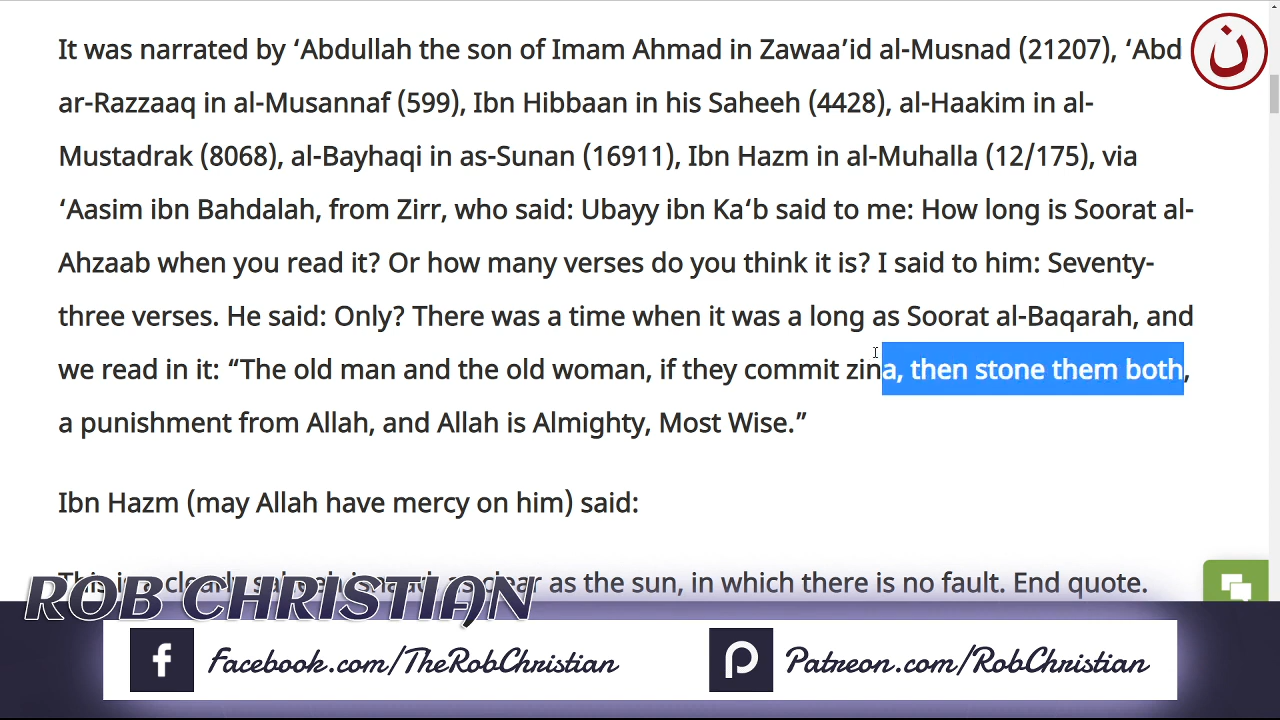 It was narrated by ‘Abdullah the son of Imam Ahmad in Zawaa’id al-Musnad (21207), ‘Abd
ن
ar-Razzaaq in al-Musannaf (599), Ibn Hibbaan in his Saheeh (4428), al-Haakim in al-
Mustadrak (8068), al-Bayhaqi in as-Sunan (16911), Ibn Hazm in al-Muhalla (12/175), via
‘Aasim ibn Bahdalah, from Zirr, who said: Ubayy ibn Ka‘b said to me: How long is Soorat al-
Ahzaab when you read it? Or how many verses do you think it is? I said to him: Seventy-
three verses. He said: Only? There was a time when it was a long as Soorat al-Baqarah, and
we read in it: “The old man and the old woman, if they commit zina, then stone them both,
a punishment from Allah, and Allah is Almighty, Most Wise.”
Ibn Hazm (may Allah have mercy on him) said:
as clear as the sun, in which there is no fault. End quote.
ROB CHRISTIAN
Facebook.com/TheRobChristian
Patreon.com/RobChristian